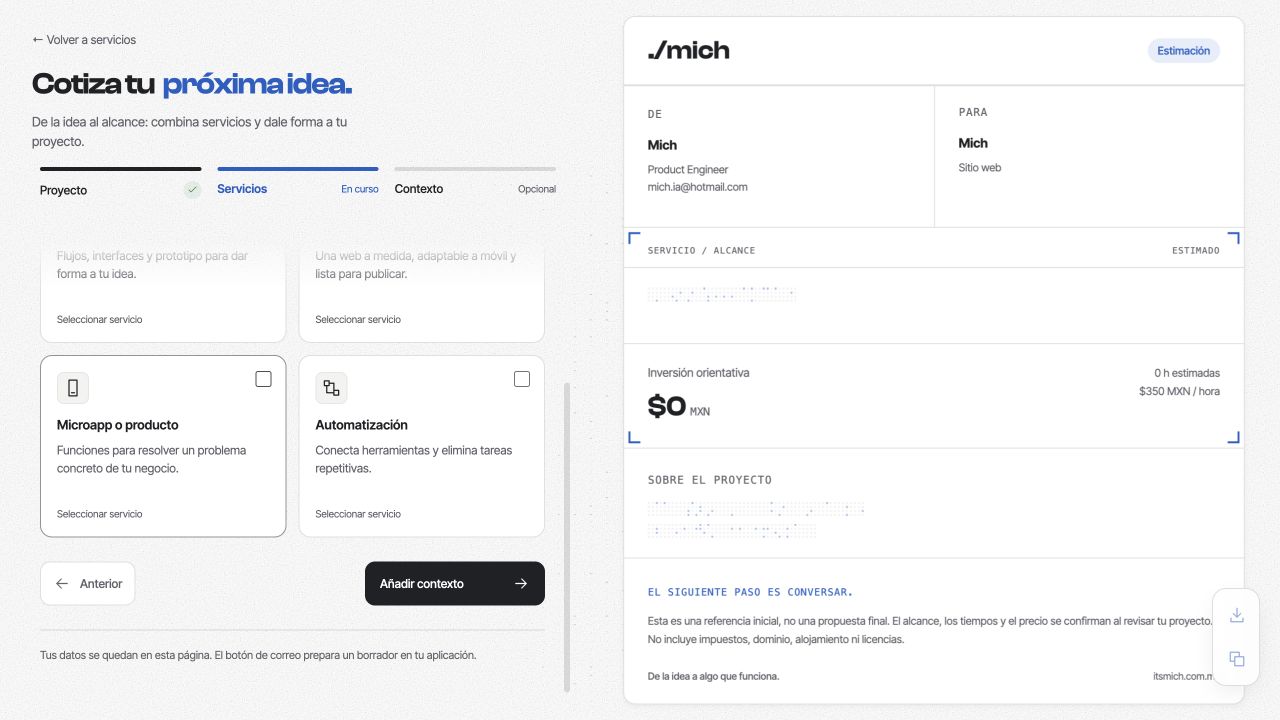 ← Volver a servicios
Cotiza tu próxima idea.
De la idea al alcance: combina servicios y dale forma a tu
proyecto.
Proyecto
Servicios En curso
Contexto Opcional
Flujos, interfaces y prototipo para dar
forma a tu idea.
Seleccionar servicio
Una web a medida, adaptable a móvil y
lista para publicar.
Seleccionar servicio
Microapp o producto
Funciones para resolver un problema
concreto de tu negocio.
Seleccionar servicio
Automatización
Conecta herramientas y elimina tareas
repetitivas.
Seleccionar servicio
← Anterior
Añadir contexto →
Tus datos se quedan en esta página. El botón de correo prepara un borrador en tu aplicación.
./mich
Estimación
DE
Mich
Product Engineer
mich.ia@hotmail.com
PARA
Mich
Sitio web
SERVICIO / ALCANCE ESTIMADO
Inversión orientativa
$0 MXN
0 h estimadas
$350 MXN / hora
SOBRE EL PROYECTO
EL SIGUIENTE PASO ES CONVERSAR.
Esta es una referencia inicial, no una propuesta final. El alcance, los tiempos y el precio se confirman al revisar tu proyecto.
No incluye impuestos, dominio, alojamiento ni licencias.
De la idea a algo que funciona.